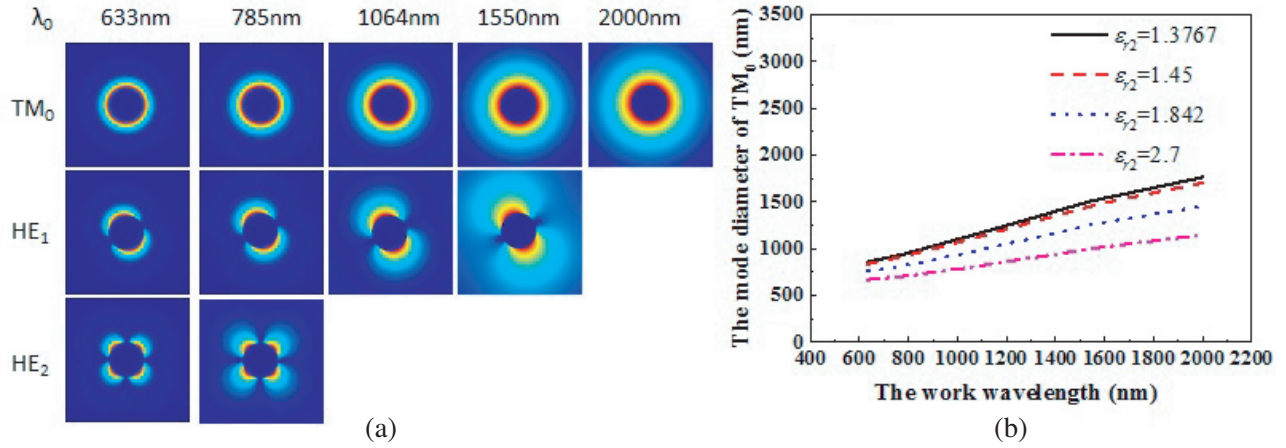 λ₀ 633nm 785nm 1064nm 1550nm 2000nm
TM₀
HE₁
HE₂
(a)
The mode diameter of TM₀ (nm)
3500
3000
2500
2000
1500
1000
500
0
εr2=1.3767
εr2=1.45
εr2=1.842
εr2=2.7
400 600 800 1000 1200 1400 1600 1800 2000 2200
The work wavelength (nm)
(b)